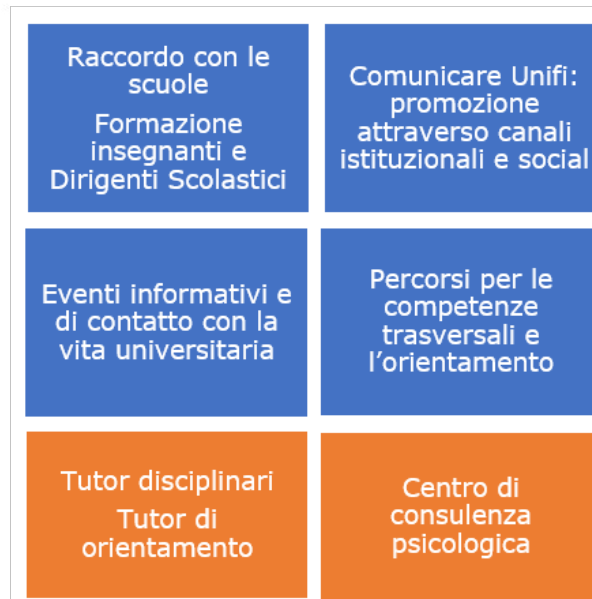 Raccordo con le
scuole
Formazione
insegnanti e
Dirigenti Scolastici
Comunicare Unifi:
promozione
attraverso canali
istituzionali e social
Eventi informativi e
di contatto con la
vita universitaria
Percorsi per le
competenze
trasversali e
l'orientamento
Tutor disciplinari
Tutor di
orientamento
Centro di
consulenza
psicologica